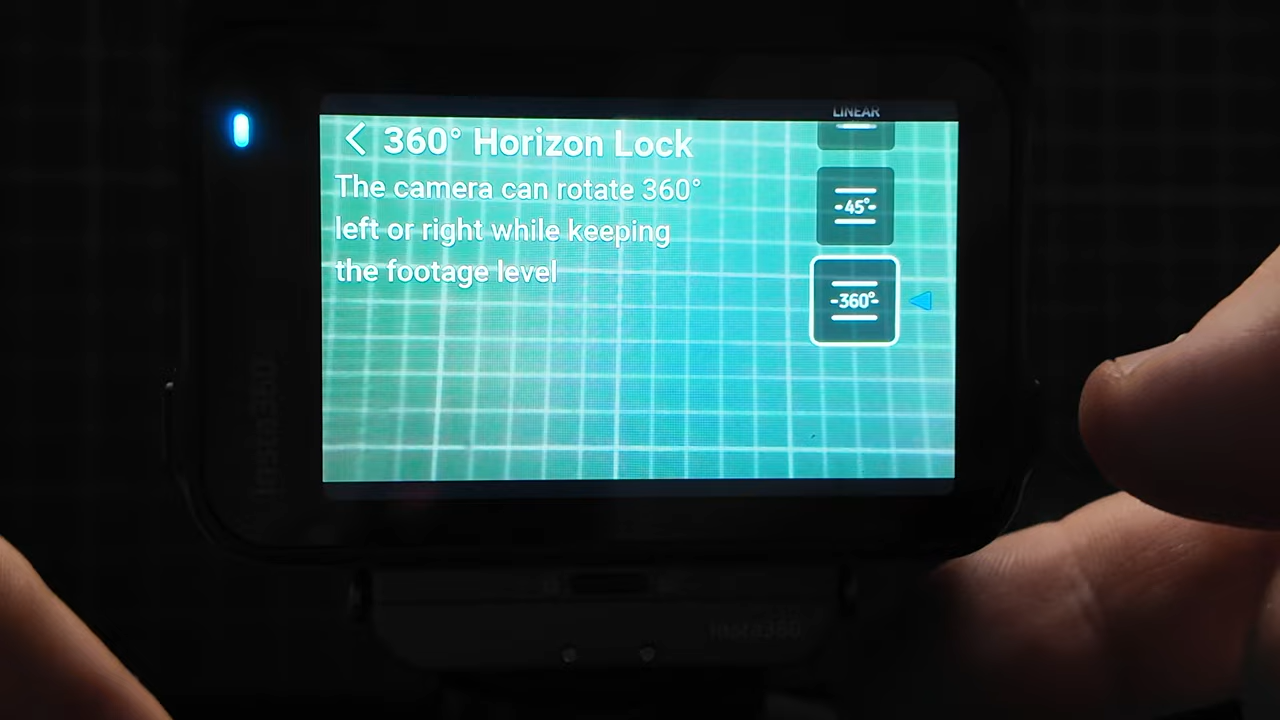 LINEAR
360° Horizon Lock
The camera can rotate 360°
left or right while keeping
the footage level
-45°-
-360°-
Insta360
Insta360